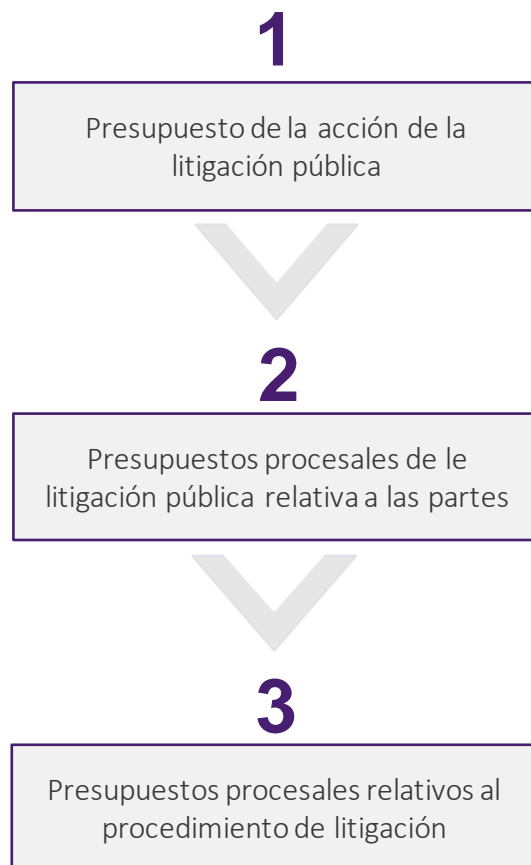 1
Presupuesto de la acción de la
litigación pública
2
Presupuestos procesales de le
litigación pública relativa a las partes
3
Presupuestos procesales relativos al
procedimiento de litigación